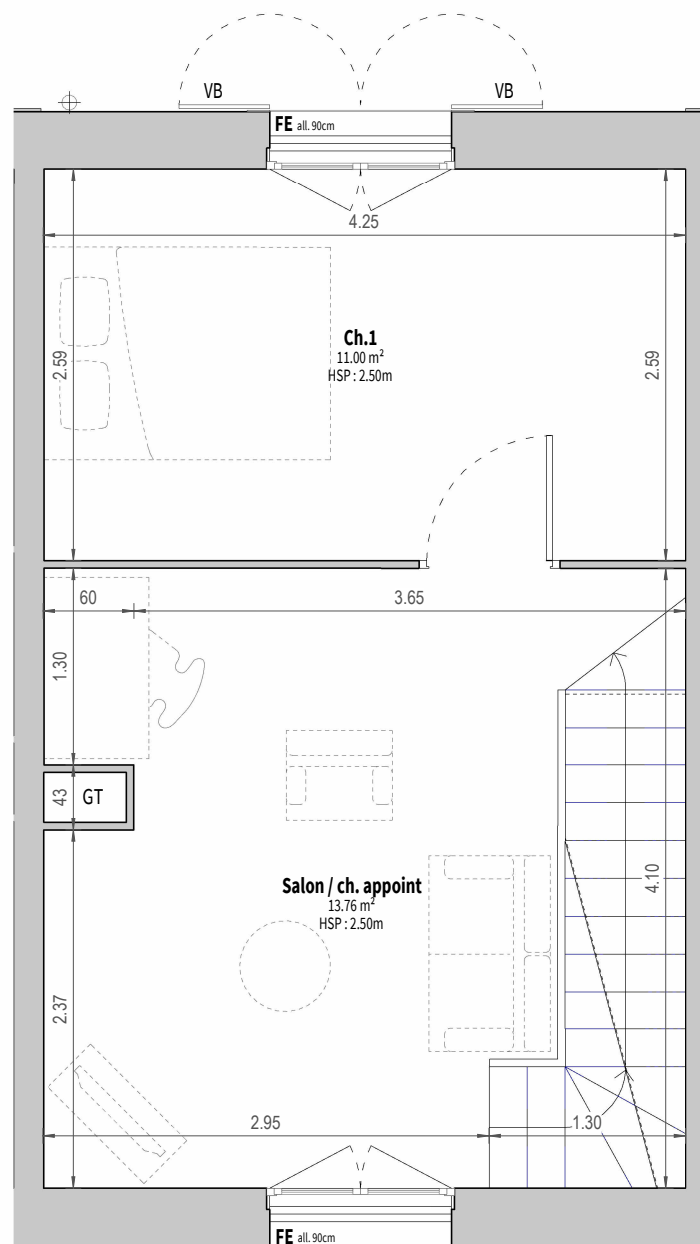 VB
VB
FE all. 90cm
4.25
2.59
Ch.1
11.00 m²
HSP : 2.50m
2.59
60
3.65
1.30
43
GT
Salon / ch. appoint
13.76 m²
HSP : 2.50m
4.10
2.37
2.95
1.30
FE all. 90cm